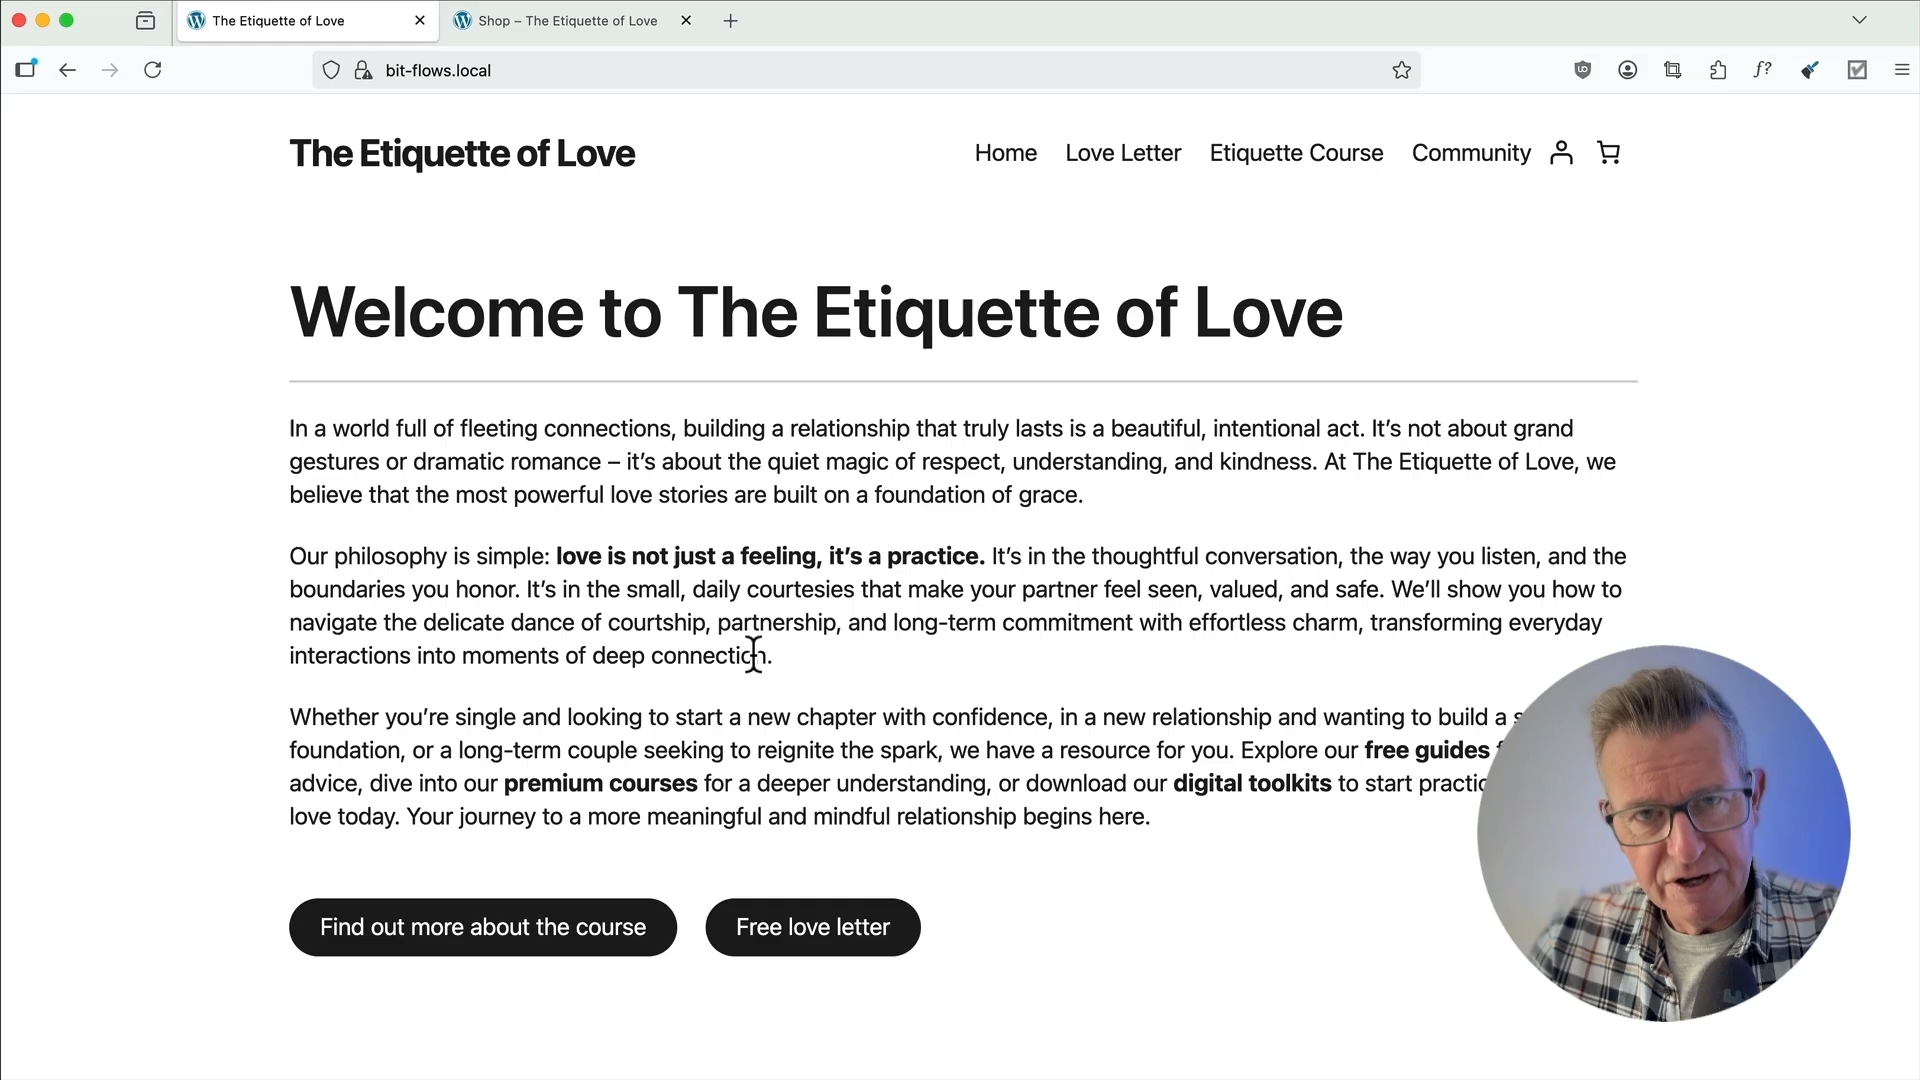 The Etiquette of Love
Shop – The Etiquette of Love
bit-flows.local
f?
The Etiquette of Love
Home Love Letter Etiquette Course Community
Welcome to The Etiquette of Love
In a world full of fleeting connections, building a relationship that truly lasts is a beautiful, intentional act. It’s not about grand
gestures or dramatic romance – it’s about the quiet magic of respect, understanding, and kindness. At The Etiquette of Love, we
believe that the most powerful love stories are built on a foundation of grace.
Our philosophy is simple: love is not just a feeling, it’s a practice. It’s in the thoughtful conversation, the way you listen, and the
boundaries you honor. It’s in the small, daily courtesies that make your partner feel seen, valued, and safe. We’ll show you how to
navigate the delicate dance of courtship, partnership, and long-term commitment with effortless charm, transforming everyday
interactions into moments of deep connection.
Whether you’re single and looking to start a new chapter with confidence, in a new relationship and wanting to build a
foundation, or a long-term couple seeking to reignite the spark, we have a resource for you. Explore our free guides
advice, dive into our premium courses for a deeper understanding, or download our digital toolkits to start
love today. Your journey to a more meaningful and mindful relationship begins here.
Find out more about the course
Free love letter